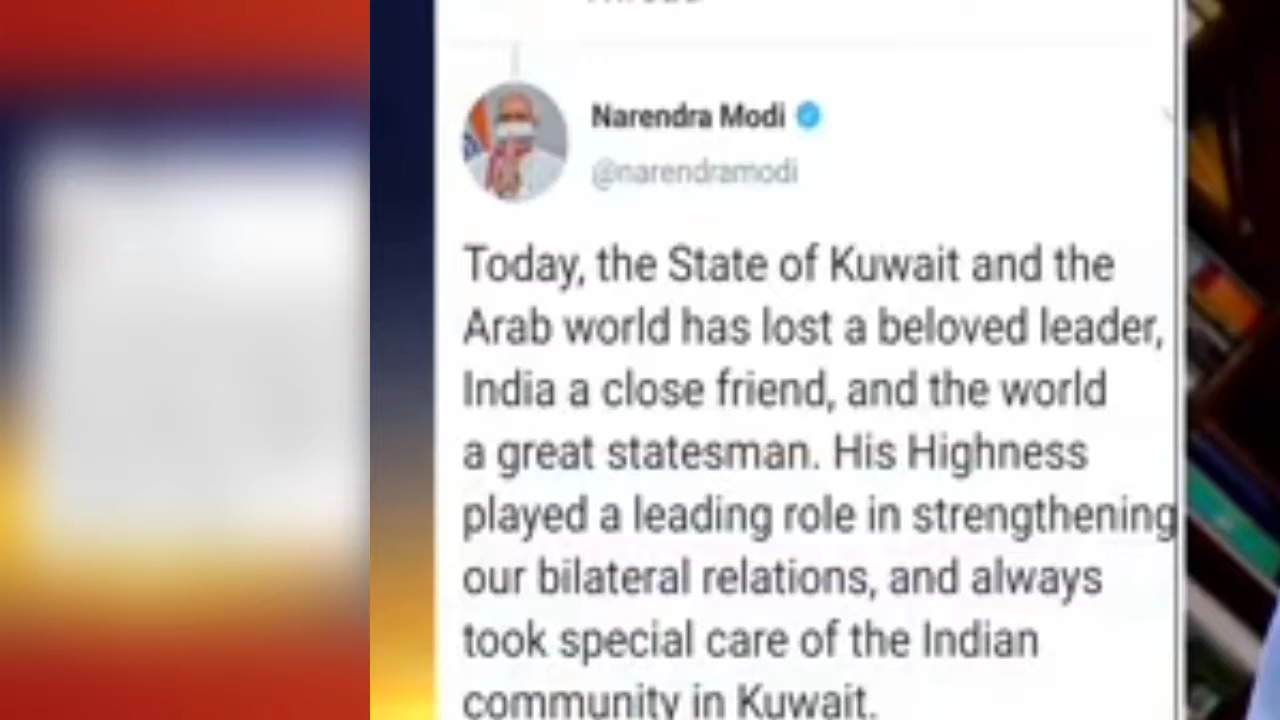 Narendra Modi
@narendramodi
Today, the State of Kuwait and the
Arab world has lost a beloved leader,
India a close friend, and the world
a great statesman. His Highness
played a leading role in strengthening
our bilateral relations, and always
took special care of the Indian
community in Kuwait.